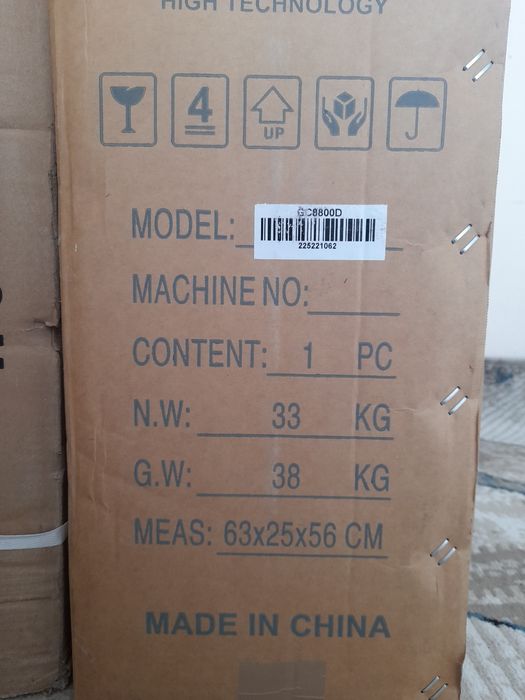 HIGH TECHNOLOGY
4
UP
GC8800D
MODEL:
225221062
MACHINE NO:
CONTENT: 1 PC
N.W: 33 KG
G.W: 38 KG
MEAS: 63x25x56 CM
MADE IN CHINA